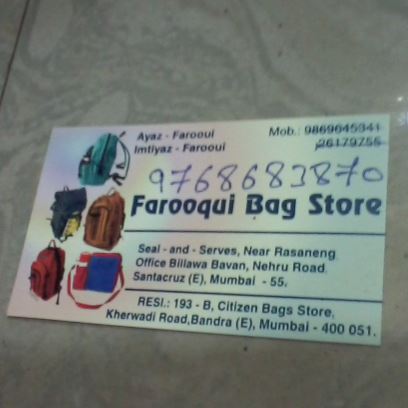 Ayaz - Farooui
Imtiyaz - Farooui
Mob.: 9869645341
26179755
9768683870
Farooqui Bag Store
Seal - and - Serves, Near Rasaneng
Office Billawa Bavan, Nehru Road
Santacruz (E), Mumbai - 55.
RESI.: 193 - B, Citizen Bags Store,
Kherwadi Road,Bandra (E), Mumbai - 400 051.